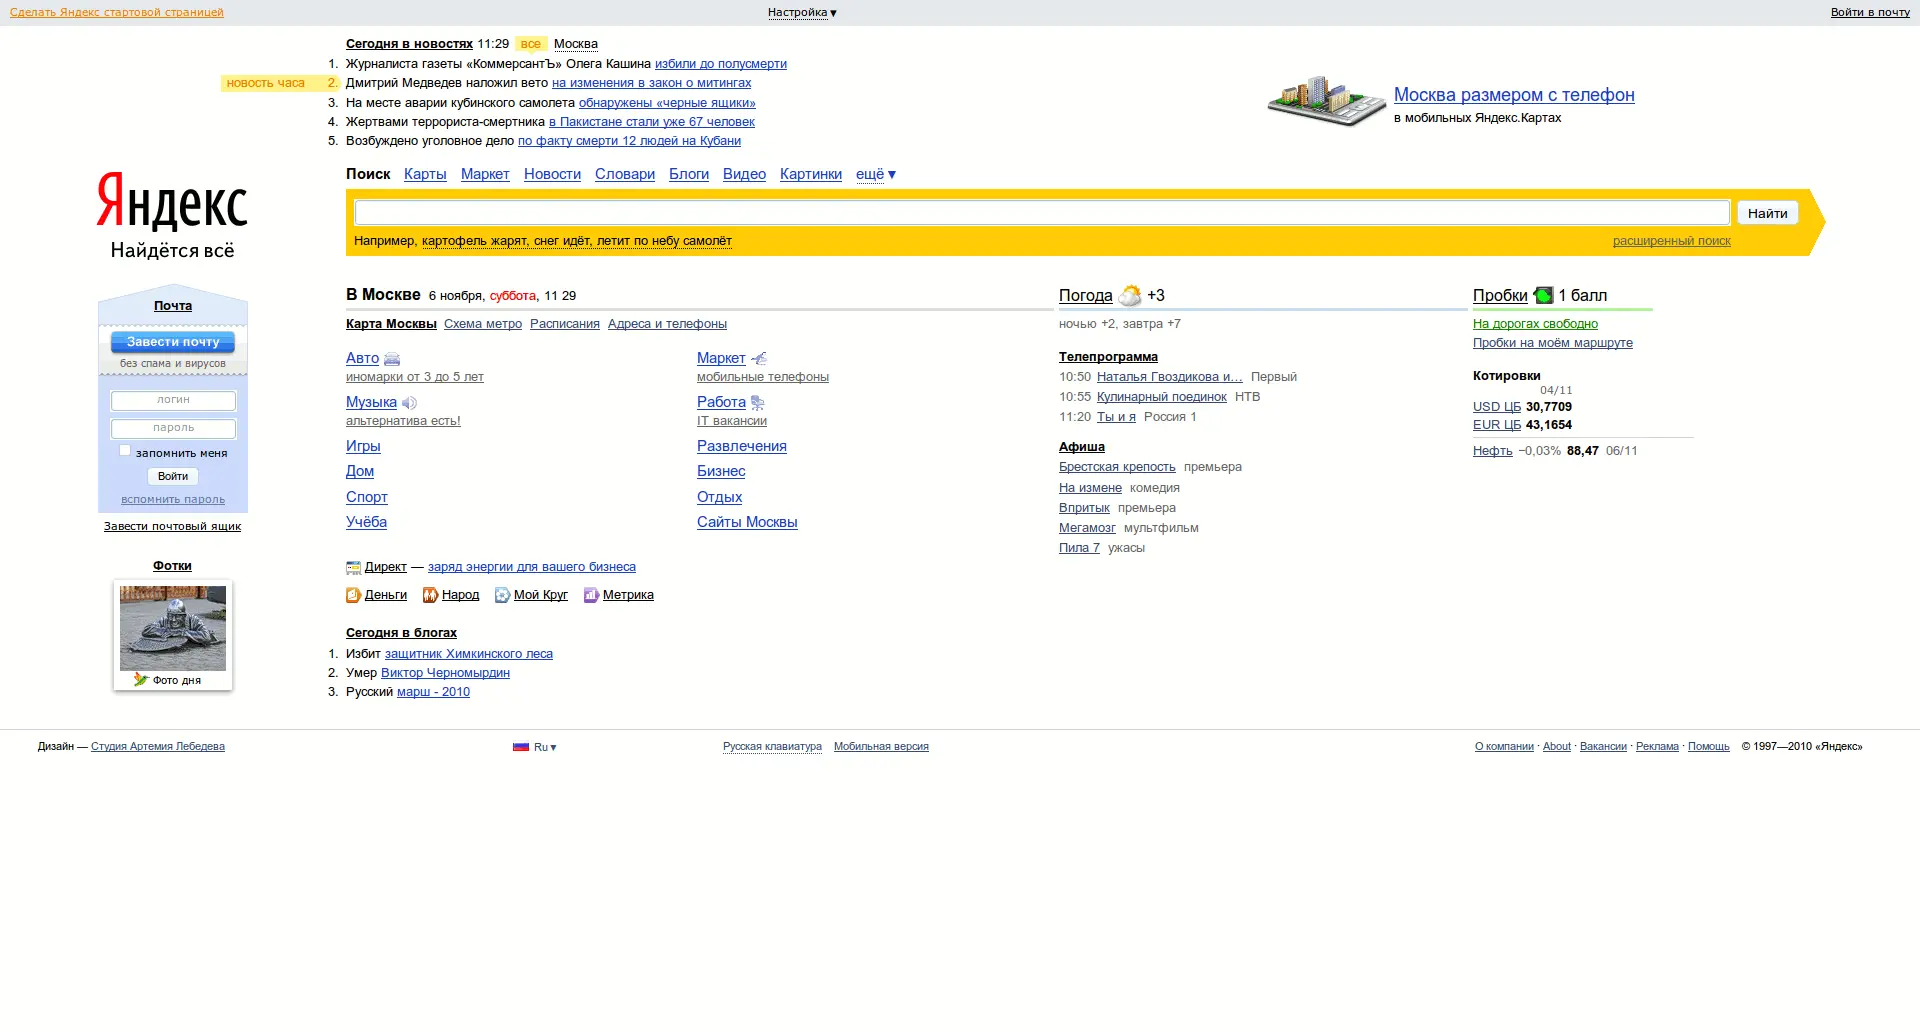 Сделать Яндекс стартовой страницей
Настройка ▾
Войти в почту
Сегодня в новостях 11:29 все Москва
1. Журналиста газеты «КоммерсантЪ» Олега Кашина избили до полусмерти
новость часа 2. Дмитрий Медведев наложил вето на изменения в закон о митингах
3. На месте аварии кубинского самолета обнаружены «черные ящики»
4. Жертвами террориста-смертника в Пакистане стали уже 67 человек
5. Возбуждено уголовное дело по факту смерти 12 людей на Кубани
Москва размером с телефон
в мобильных Яндекс.Картах
Яндекс
Найдётся всё
Поиск Карты Маркет Новости Словари Блоги Видео Картинки ещё ▾
Найти
Например, картофель жарят, снег идёт, летит по небу самолёт
расширенный поиск
Почта
Завести почту
без спама и вирусов
логин
пароль
запомнить меня
Войти
вспомнить пароль
Завести почтовый ящик
Фотки
Фото дня
В Москве 6 ноября, суббота, 11 29
Карта Москвы Схема метро Расписания Адреса и телефоны
Авто
иномарки от 3 до 5 лет
Музыка
альтернатива есть!
Игры
Дом
Спорт
Учёба
Маркет
мобильные телефоны
Работа
IT вакансии
Развлечения
Бизнес
Отдых
Сайты Москвы
Директ — заряд энергии для вашего бизнеса
Деньги Народ Мой Круг Метрика
Сегодня в блогах
1. Избит защитник Химкинского леса
2. Умер Виктор Черномырдин
3. Русский марш - 2010
Погода +3
ночью +2, завтра +7
Телепрограмма
10:50 Наталья Гвоздикова и… Первый
10:55 Кулинарный поединок НТВ
11:20 Ты и я Россия 1
Афиша
Брестская крепость премьера
На измене комедия
Впритык премьера
Мегамозг мультфильм
Пила 7 ужасы
Пробки 1 балл
На дорогах свободно
Пробки на моём маршруте
Котировки
04/11
USD ЦБ 30,7709
EUR ЦБ 43,1654
Нефть −0,03% 88,47 06/11
Дизайн — Студия Артемия Лебедева
Ru ▾
Русская клавиатура Мобильная версия
О компании · About · Вакансии · Реклама · Помощь © 1997—2010 «Яндекс»